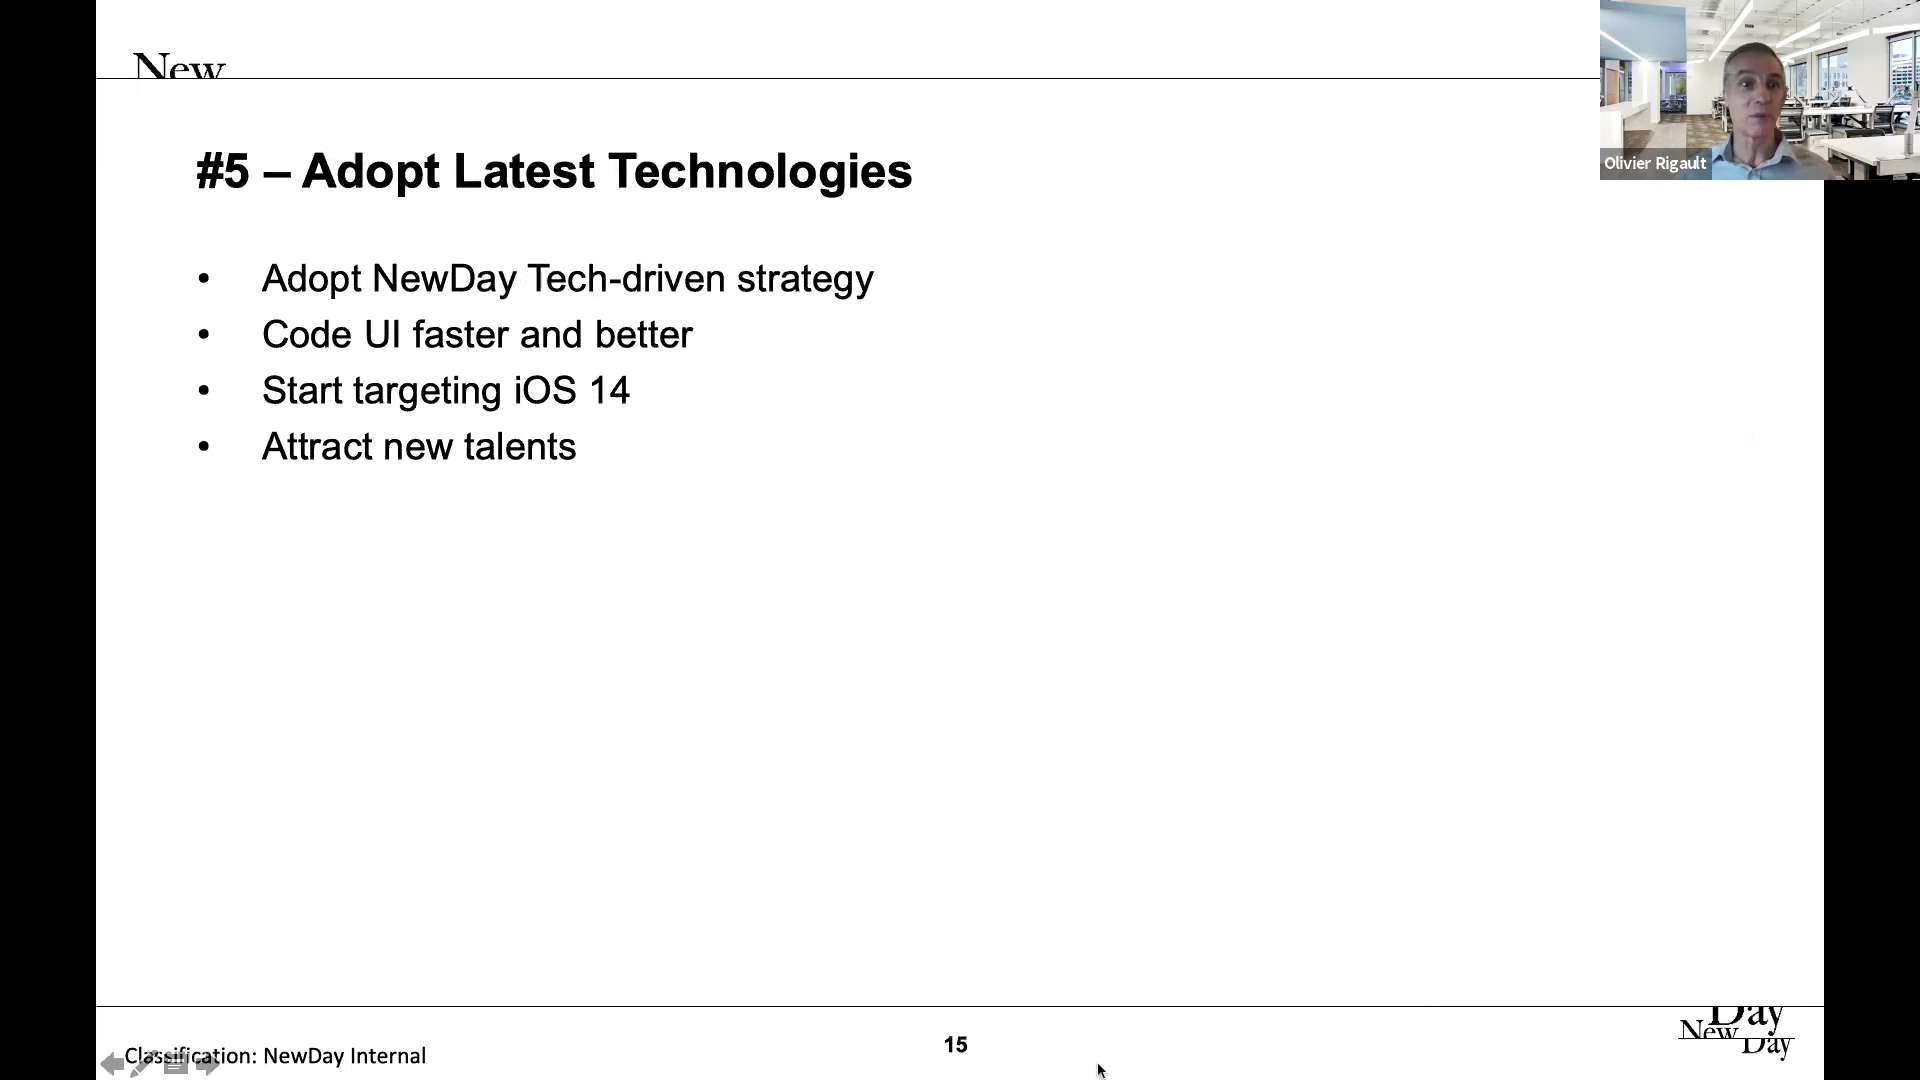 New
Olivier Rigault
#5 – Adopt Latest Technologies
• Adopt NewDay Tech-driven strategy
• Code UI faster and better
• Start targeting iOS 14
• Attract new talents
Day
New
Day
15
Classification: NewDay Internal